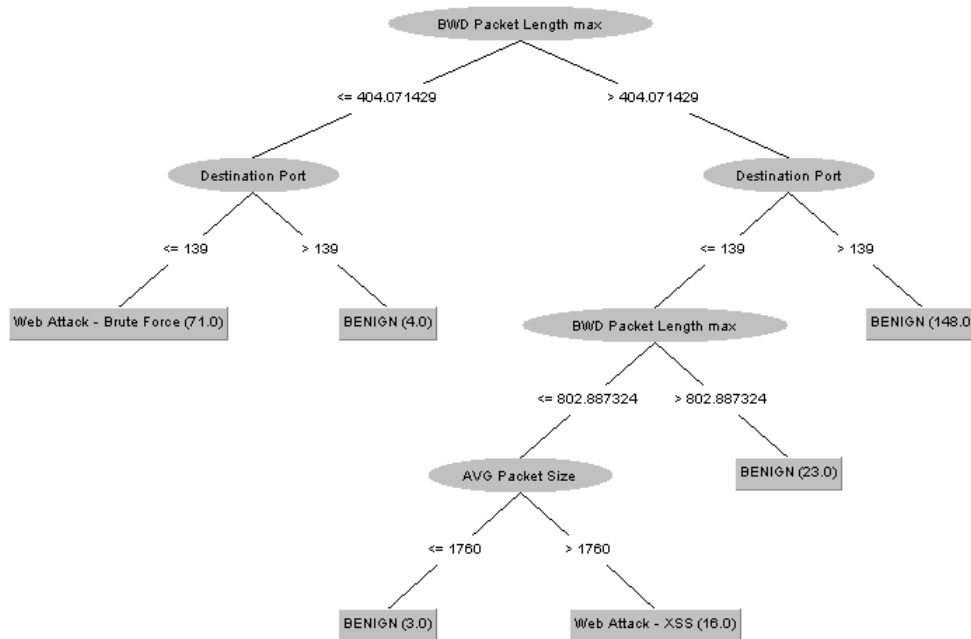 BWD Packet Length max
<= 404.071429
> 404.071429
Destination Port
Destination Port
<= 139
> 139
<= 139
> 139
Web Attack - Brute Force (71.0)
BENIGN (4.0)
BWD Packet Length max
BENIGN (148.0
<= 802.887324
> 802.887324
AVG Packet Size
BENIGN (23.0)
<= 1760
> 1760
BENIGN (3.0)
Web Attack - XSS (16.0)